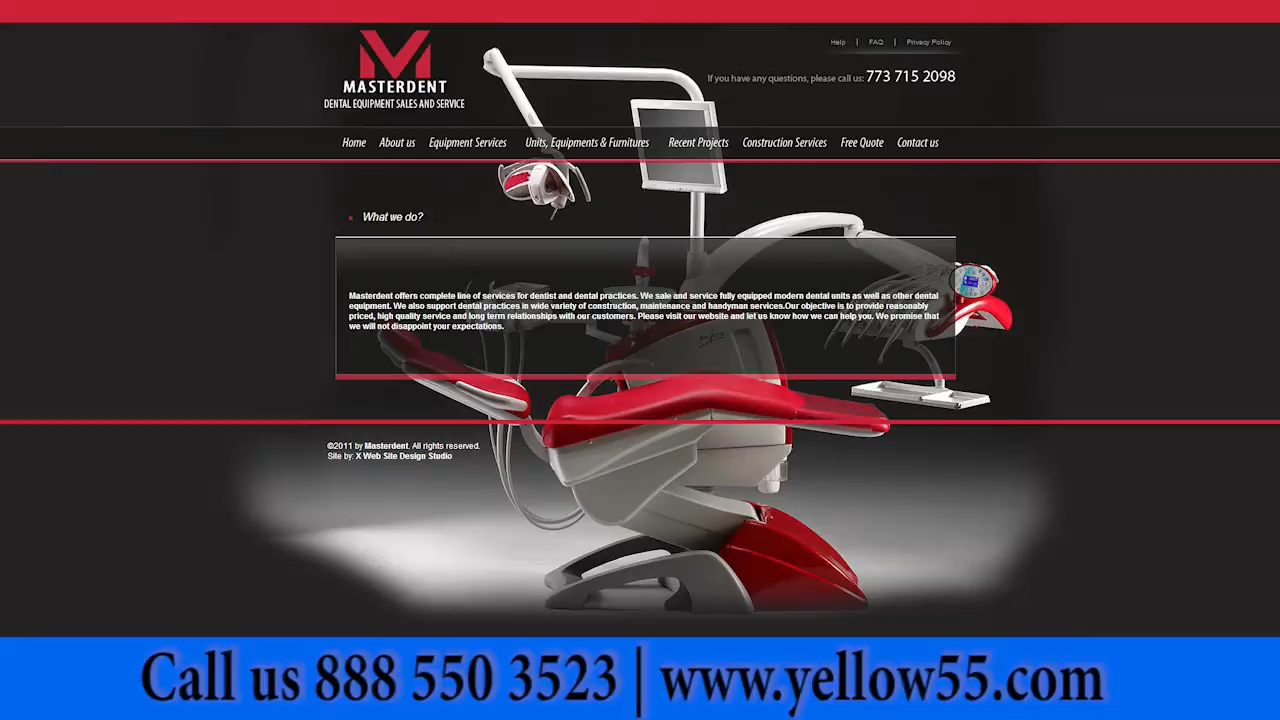 Help | FAQ | Privacy Policy
MASTERDENT
DENTAL EQUIPMENT SALES AND SERVICE
If you have any questions, please call us: 773 715 2098
Home About us Equipment Services Units, Equipments & Furnitures Recent Projects Construction Services Free Quote Contact us
What we do?
Masterdent offers complete line of services for dentist and dental practices. We sale and service fully equipped modern dental units as well as other dental
equipment. We also support dental practices in wide variety of construction, maintenance and handyman services.Our objective is to provide reasonably
priced, high quality service and long term relationships with our customers. Please visit our website and let us know how we can help you. We promise that
we will not disappoint your expectations.
©2011 by Masterdent. All rights reserved.
Site by: X Web Site Design Studio
Call us 888 550 3523 | www.yellow55.com